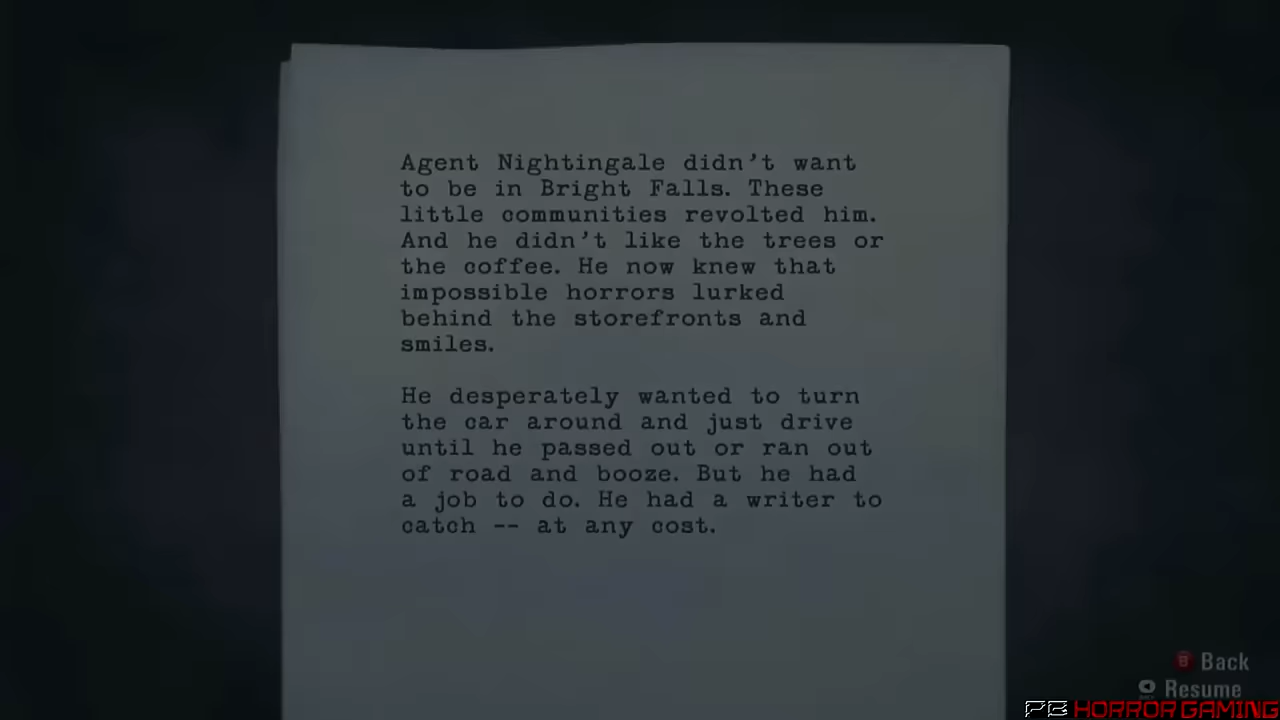 Agent Nightingale didn't want
to be in Bright Falls. These
little communities revolted him.
And he didn't like the trees or
the coffee. He now knew that
impossible horrors lurked
behind the storefronts and
smiles.
He desperately wanted to turn
the car around and just drive
until he passed out or ran out
of road and booze. But he had
a job to do. He had a writer to
catch -- at any cost.
B Back
Resume
HORROR GAMING